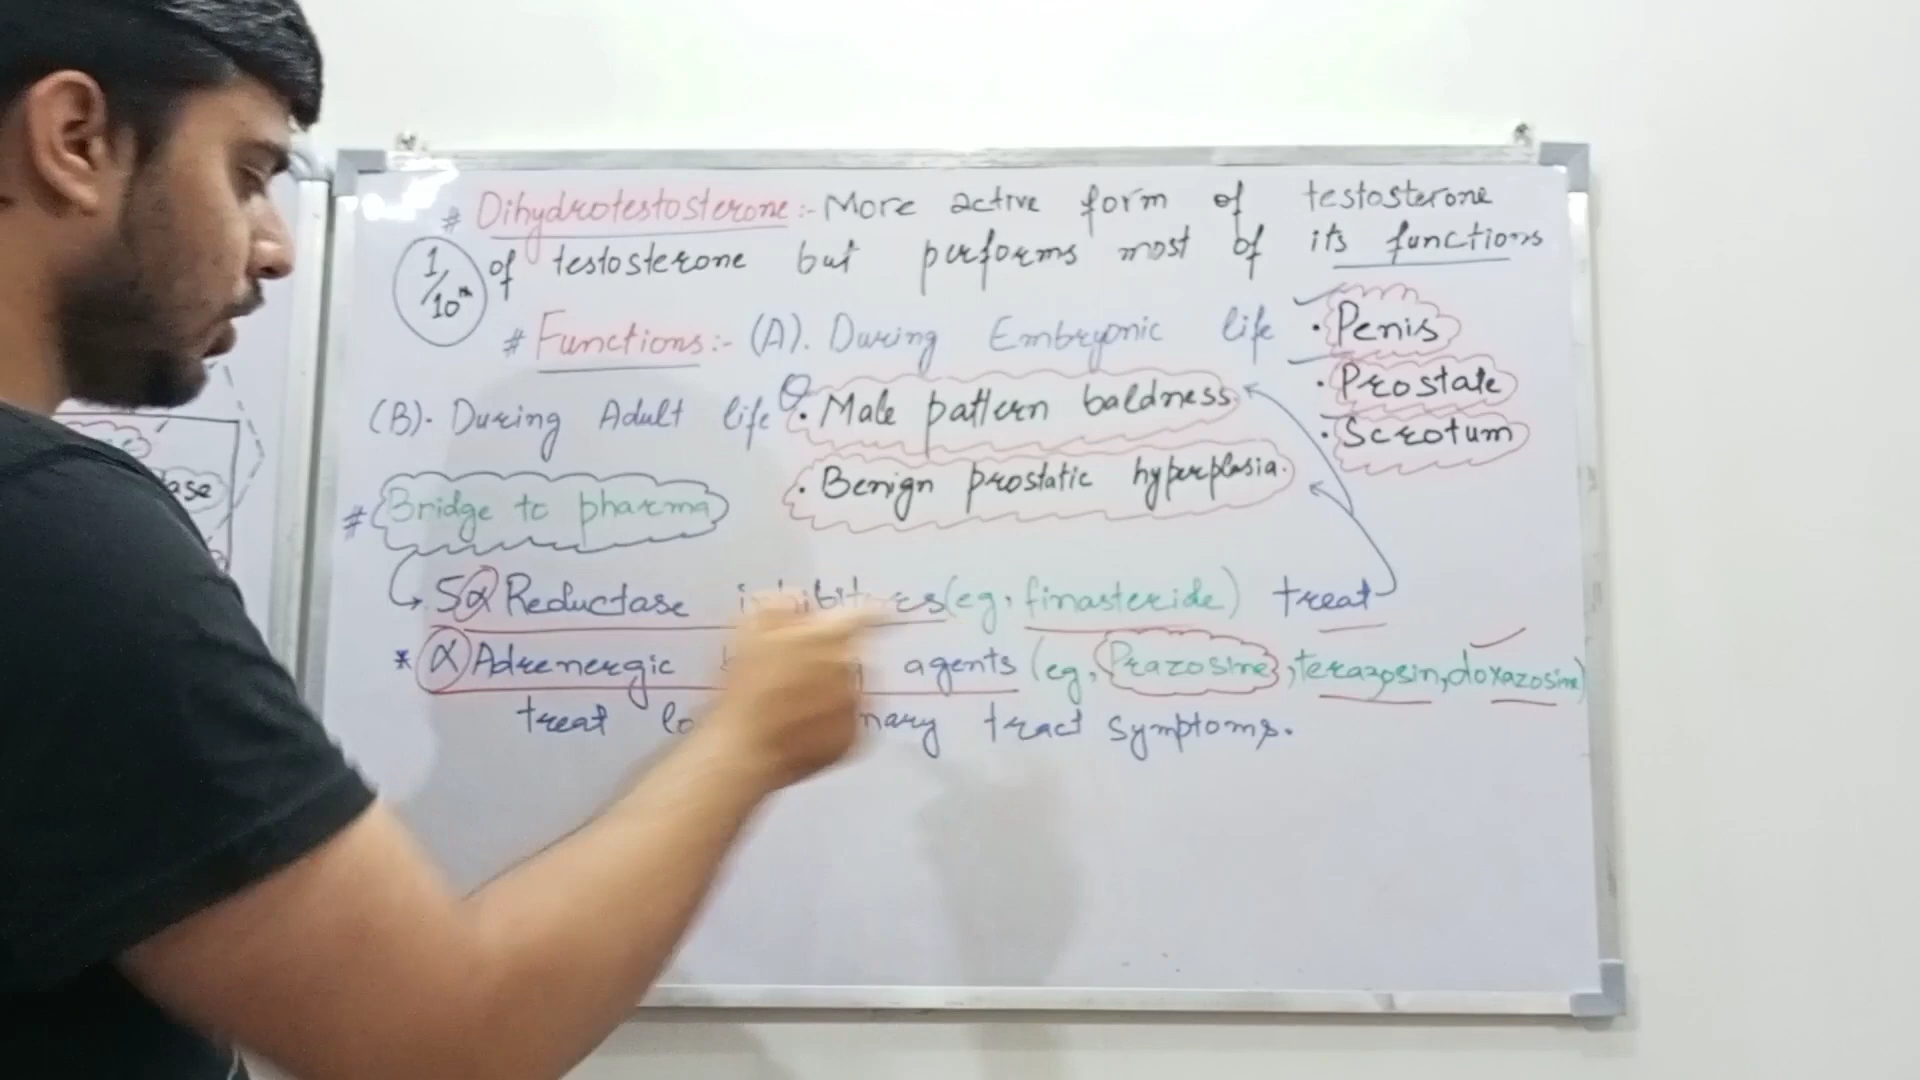 # Dihydrotestosterone :- More active form of testosterone
1/10th of testosterone but performs most of its functions
# Functions :- (A). During Embryonic life · Penis
· Prostate
· Scrotum
(B). During Adult life · Male pattern baldness.
· Benign prostatic hyperplasia.
# Bridge to pharma
5α Reductase (eg, finasteride) treat
* α Adrenergic agents (eg, Prazosine, terazosin, doxazosine)
treat tract symptoms.
ase